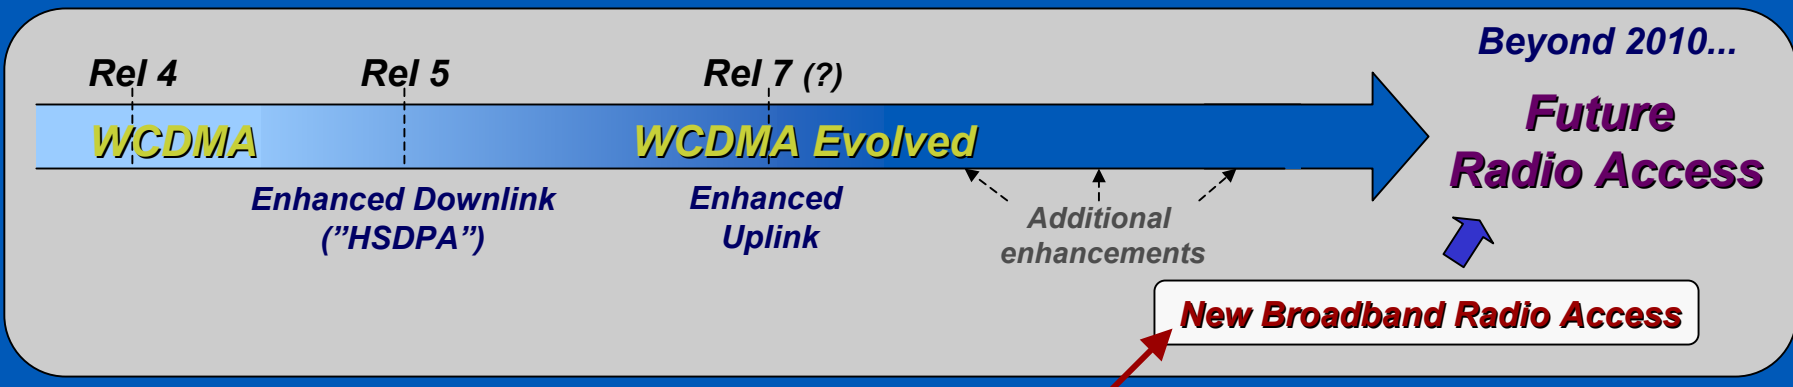 Rel 4
Rel 5
Rel 7 (?)
Beyond 2010...
WCDMA
WCDMA Evolved
Future
Radio Access
Enhanced Downlink
(”HSDPA”)
Enhanced
Uplink
Additional
enhancements
New Broadband Radio Access